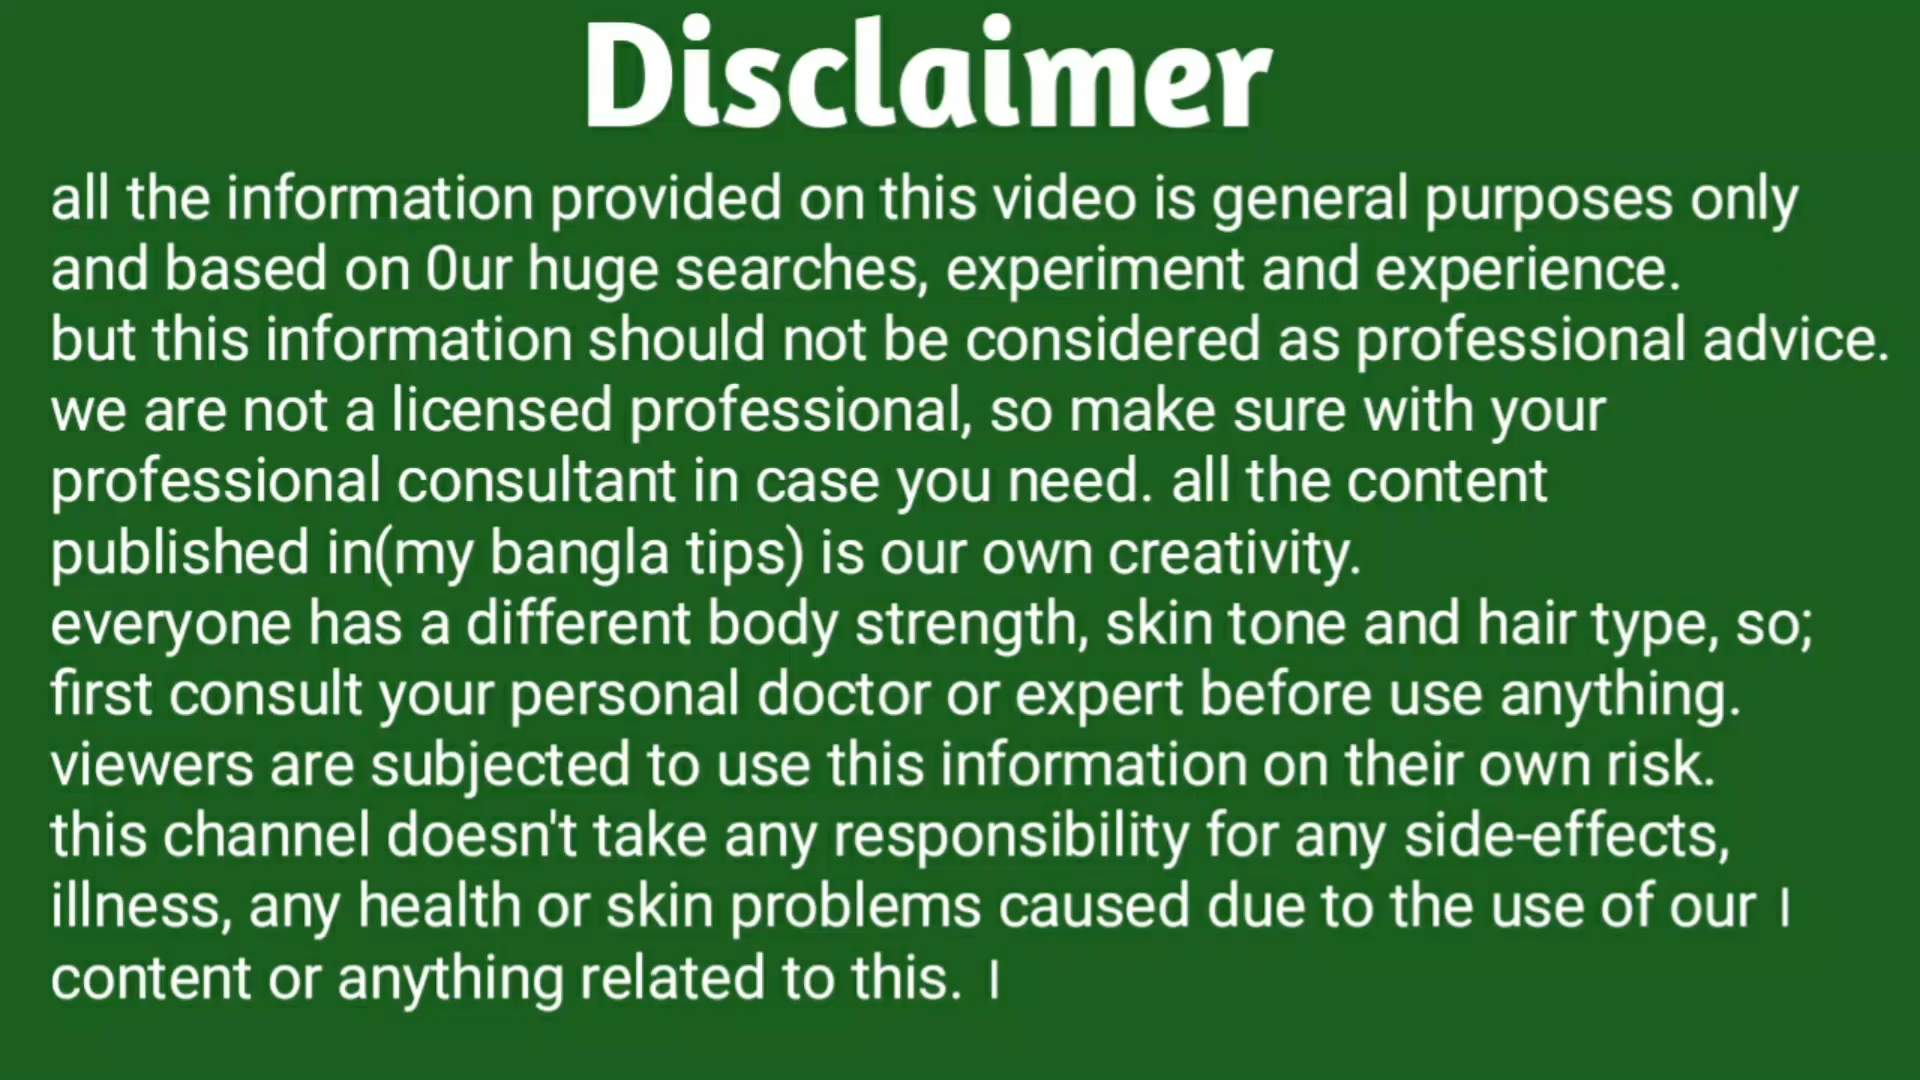 Disclaimer
all the information provided on this video is general purposes only
and based on 0ur huge searches, experiment and experience.
but this information should not be considered as professional advice.
we are not a licensed professional, so make sure with your
professional consultant in case you need. all the content
published in(my bangla tips) is our own creativity.
everyone has a different body strength, skin tone and hair type, so;
first consult your personal doctor or expert before use anything.
viewers are subjected to use this information on their own risk.
this channel doesn't take any responsibility for any side-effects,
illness, any health or skin problems caused due to the use of our I
content or anything related to this. I